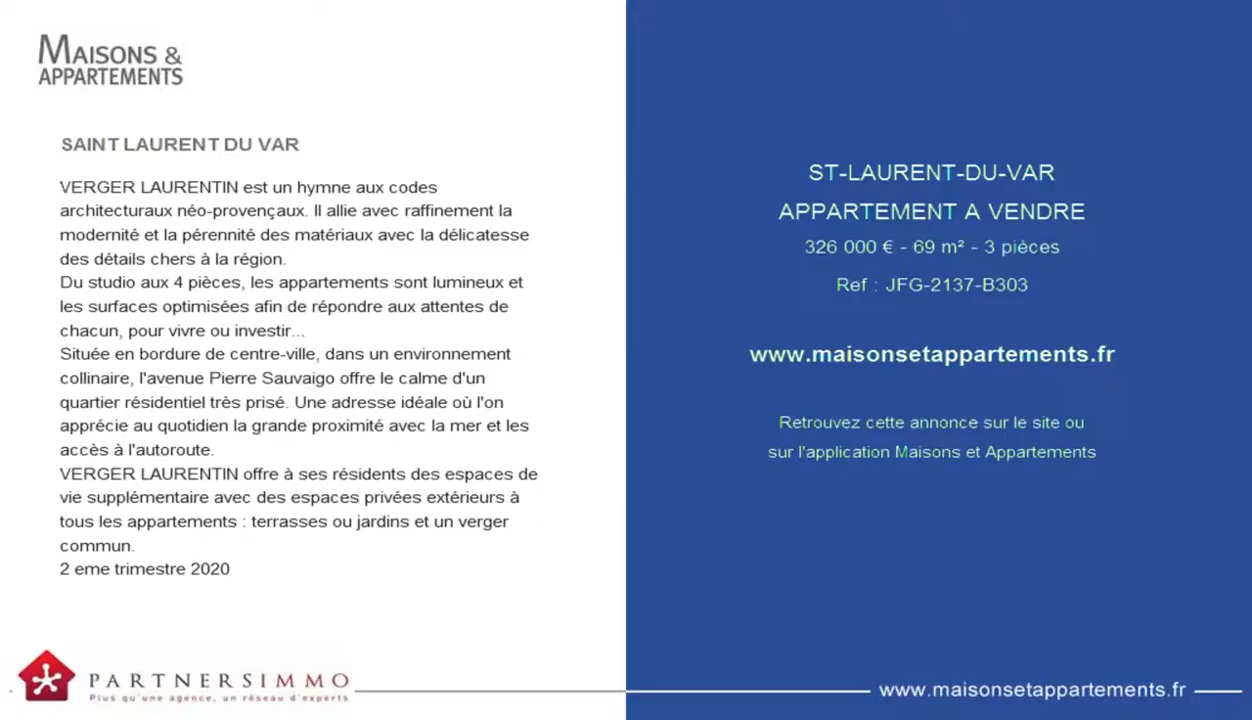 MAISONS &
APPARTEMENTS
SAINT LAURENT DU VAR
VERGER LAURENTIN est un hymne aux codes
architecturaux néo-provençaux. Il allie avec raffinement la
modernité et la pérennité des matériaux avec la délicatesse
des détails chers à la région.
Du studio aux 4 pièces, les appartements sont lumineux et
les surfaces optimisées afin de répondre aux attentes de
chacun, pour vivre ou investir...
Située en bordure de centre-ville, dans un environnement
collinaire, l'avenue Pierre Sauvaigo offre le calme d'un
quartier résidentiel très prisé. Une adresse idéale où l'on
apprécie au quotidien la grande proximité avec la mer et les
accès à l'autoroute.
VERGER LAURENTIN offre à ses résidents des espaces de
vie supplémentaire avec des espaces privées extérieurs à
tous les appartements : terrasses ou jardins et un verger
commun.
2 eme trimestre 2020
PARTNERSIMMO
Plus qu'une agence, un réseau d'experts
ST-LAURENT-DU-VAR
APPARTEMENT A VENDRE
326 000 € - 69 m² - 3 pièces
Ref : JFG-2137-B303
www.maisonsetappartements.fr
Retrouvez cette annonce sur le site ou
sur l'application Maisons et Appartements
www.maisonsetappartements.fr